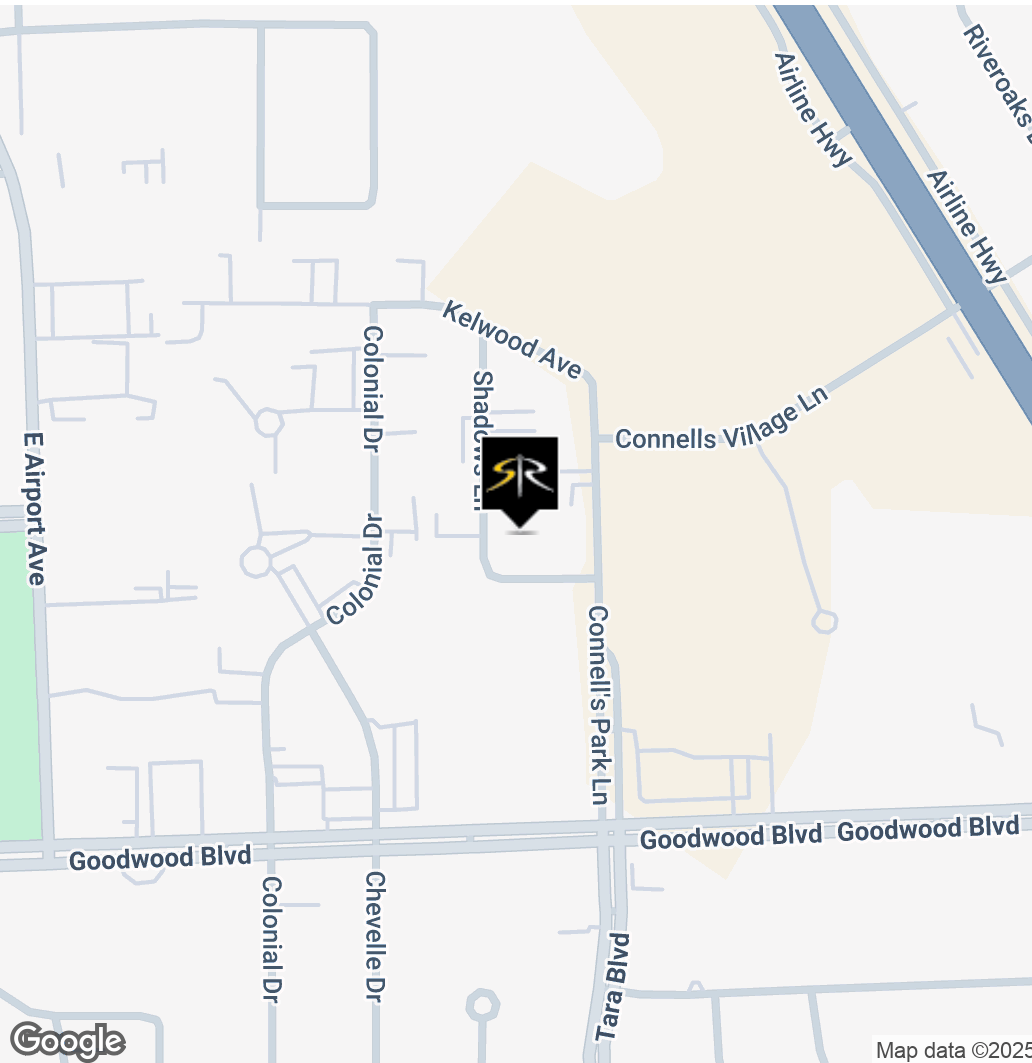 Riveroaks
Airline Hwy
Airline Hwy
Kelwood Ave
Colonial Dr
Shadows Ln
Connells Village Ln
E Airport Ave
Colonial Dr
SR
Connell's Park Ln
Goodwood Blvd
Goodwood Blvd
Goodwood Blvd
Colonial Dr
Chevelle Dr
Tara Blvd
Google
Map data ©2025